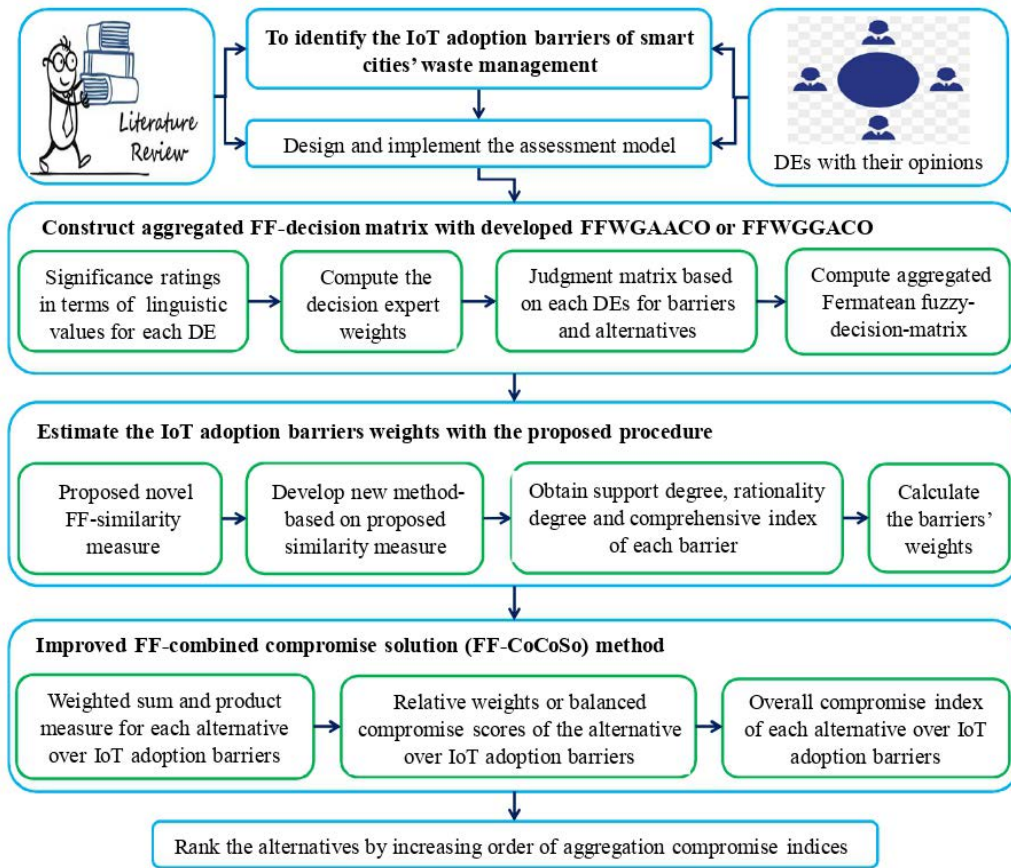 To identify the IoT adoption barriers of smart
cities' waste management
Literature
Review
Design and implement the assessment model
DEs with their opinions
Construct aggregated FF-decision matrix with developed FFWGAACO or FFWGGACO
Significance ratings
in terms of linguistic
values for each DE
Compute the
decision expert
weights
Judgment matrix based
on each DEs for barriers
and alternatives
Compute aggregated
Fermatean fuzzy-
decision-matrix
Estimate the IoT adoption barriers weights with the proposed procedure
Proposed novel
FF-similarity
measure
Develop new method-
based on proposed
similarity measure
Obtain support degree, rationality
degree and comprehensive index
of each barrier
Calculate
the barriers'
weights
Improved FF-combined compromise solution (FF-CoCoSo) method
Weighted sum and product
measure for each alternative
over IoT adoption barriers
Relative weights or balanced
compromise scores of the alternative
over IoT adoption barriers
Overall compromise index
of each alternative over IoT
adoption barriers
Rank the alternatives by increasing order of aggregation compromise indices